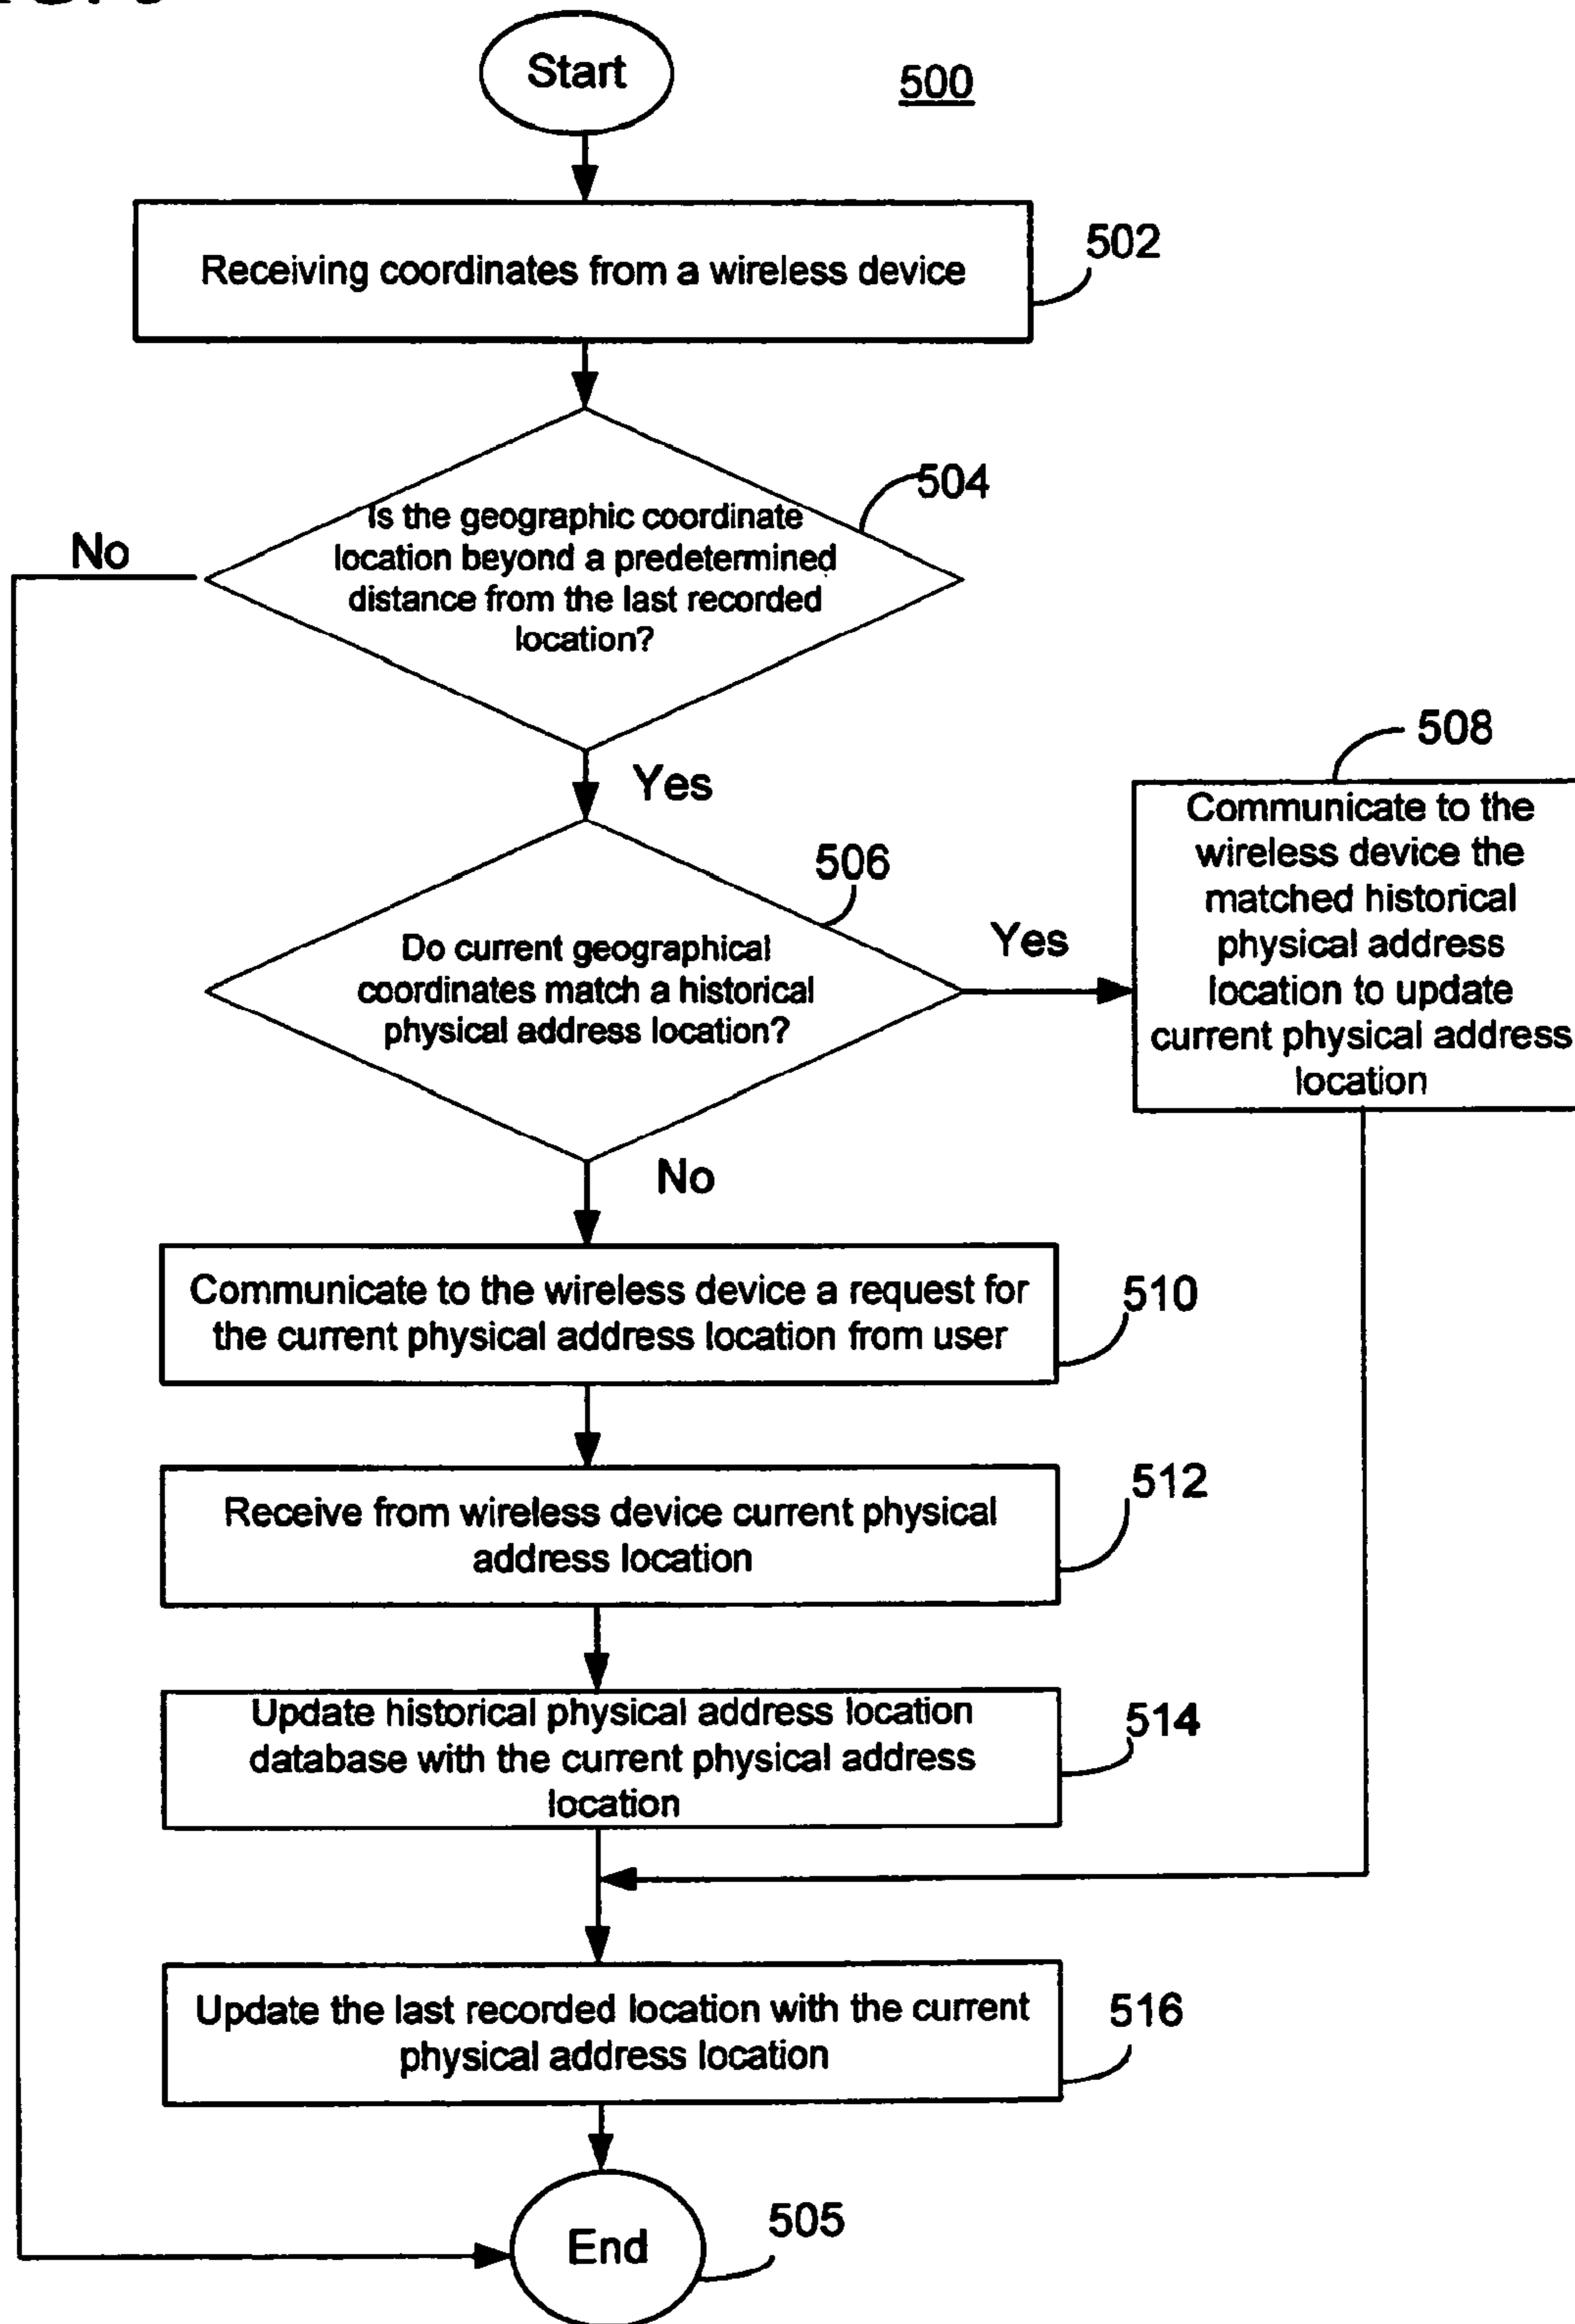 Start
500
Receiving coordinates from a wireless device
502
504
Is the geographic coordinate
location beyond a predetermined
distance from the last recorded
location?
No
Yes
508
Communicate to the
wireless device the
matched historical
physical address
location to update
current physical address
location
506
Do current geographical
coordinates match a historical
physical address location?
Yes
No
Communicate to the wireless device a request for
the current physical address location from user
510
Receive from wireless device current physical
address location
512
Update historical physical address location
database with the current physical address
location
514
Update the last recorded location with the current
physical address location
516
End
505